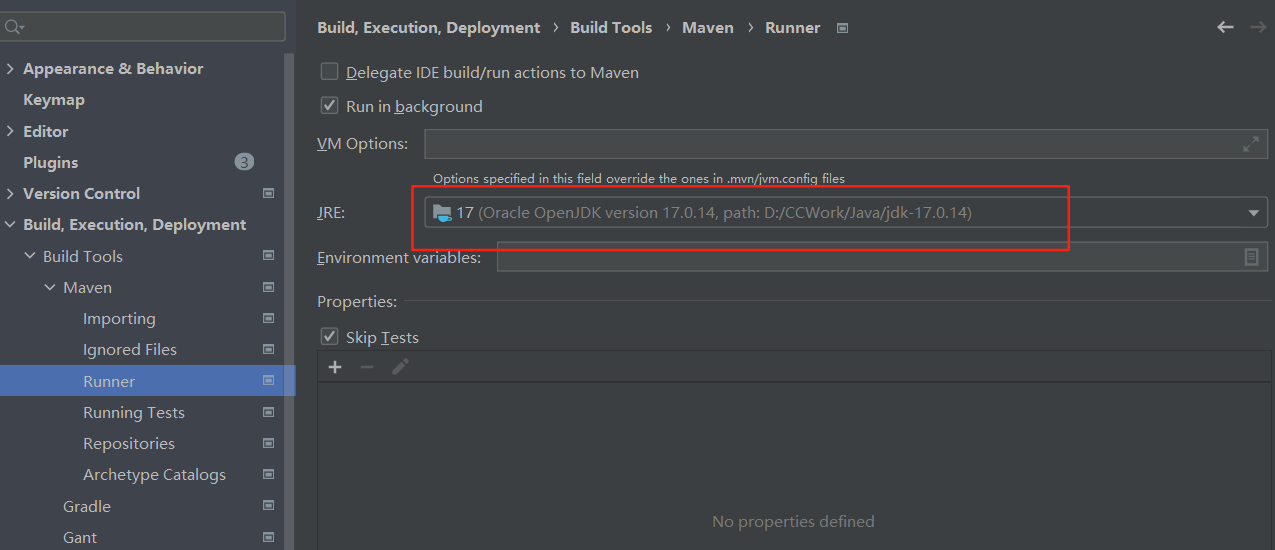 Build, Execution, Deployment › Build Tools › Maven › Runner
Appearance & Behavior
Keymap
Editor
Plugins 3
Version Control
Build, Execution, Deployment
Build Tools
Maven
Importing
Ignored Files
Runner
Running Tests
Repositories
Archetype Catalogs
Gradle
Gant
Delegate IDE build/run actions to Maven
Run in background
VM Options:
Options specified in this field override the ones in .mvn/jvm.config files
JRE: 17 (Oracle OpenJDK version 17.0.14, path: D:/CCWork/Java/jdk-17.0.14)
Environment variables:
Properties:
Skip Tests
No properties defined